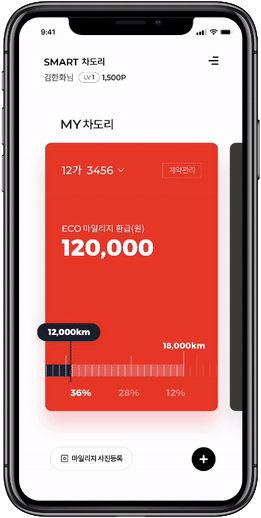 9:41
SMART 차도리
김한화님 LV 1 1,500P
MY 차도리
12가 3456
계약관리
ECO 마일리지 환급(원)
120,000
12,000km
18,000km
36% 28% 12%
마일리지 사진등록